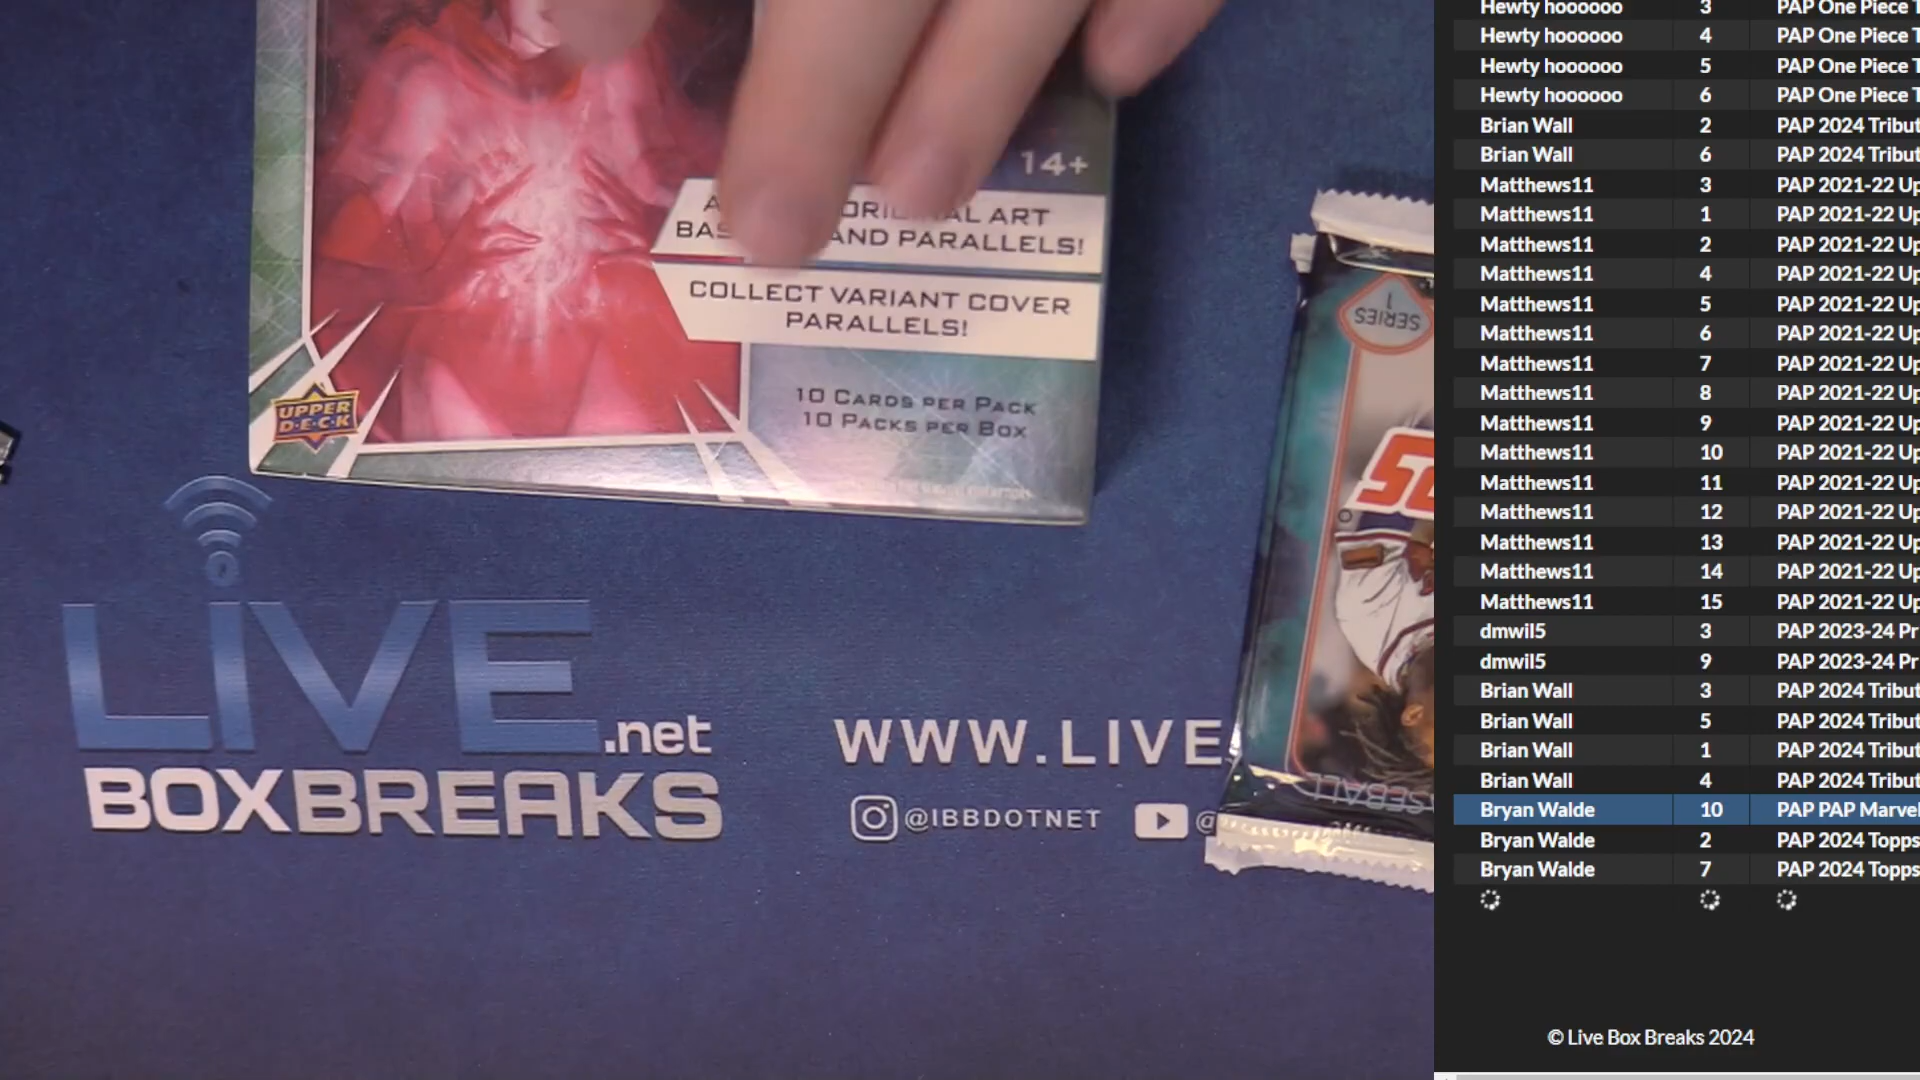 14+
ORIGINAL ART
AND PARALLELS!
COLLECT VARIANT COVER
PARALLELS!
10 CARDS PER PACK
10 PACKS PER BOX
UPPER
D·E·C·K
SERIES
1
LIVE.net
BOXBREAKS
WWW.LIVE
@IBBDOTNET
@
Hewty hoooooo 3 PAP One Piece T
Hewty hoooooo 4 PAP One Piece T
Hewty hoooooo 5 PAP One Piece T
Hewty hoooooo 6 PAP One Piece T
Brian Wall 2 PAP 2024 Tribut
Brian Wall 6 PAP 2024 Tribut
Matthews11 3 PAP 2021-22 Up
Matthews11 1 PAP 2021-22 Up
Matthews11 2 PAP 2021-22 Up
Matthews11 4 PAP 2021-22 Up
Matthews11 5 PAP 2021-22 Up
Matthews11 6 PAP 2021-22 Up
Matthews11 7 PAP 2021-22 Up
Matthews11 8 PAP 2021-22 Up
Matthews11 9 PAP 2021-22 Up
Matthews11 10 PAP 2021-22 Up
Matthews11 11 PAP 2021-22 Up
Matthews11 12 PAP 2021-22 Up
Matthews11 13 PAP 2021-22 Up
Matthews11 14 PAP 2021-22 Up
Matthews11 15 PAP 2021-22 Up
dmwil5 3 PAP 2023-24 Pr
dmwil5 9 PAP 2023-24 Pr
Brian Wall 3 PAP 2024 Tribut
Brian Wall 5 PAP 2024 Tribut
Brian Wall 1 PAP 2024 Tribut
Brian Wall 4 PAP 2024 Tribut
Bryan Walde 10 PAP PAP Marvel
Bryan Walde 2 PAP 2024 Topps
Bryan Walde 7 PAP 2024 Topps
© Live Box Breaks 2024